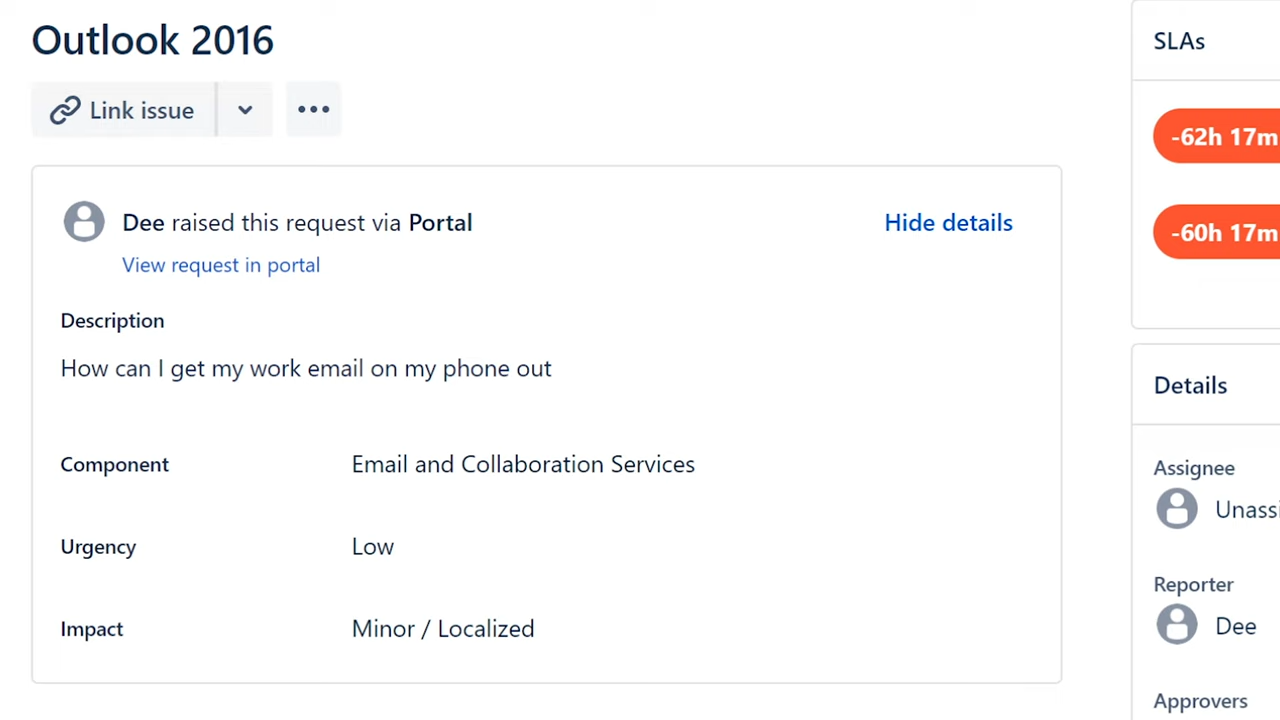 Outlook 2016
Link issue
Dee raised this request via Portal
Hide details
View request in portal
Description
How can I get my work email on my phone out
Component
Email and Collaboration Services
Urgency
Low
Impact
Minor / Localized
SLAs
-62h 17m
-60h 17m
Details
Assignee
Unassi
Reporter
Dee
Approvers